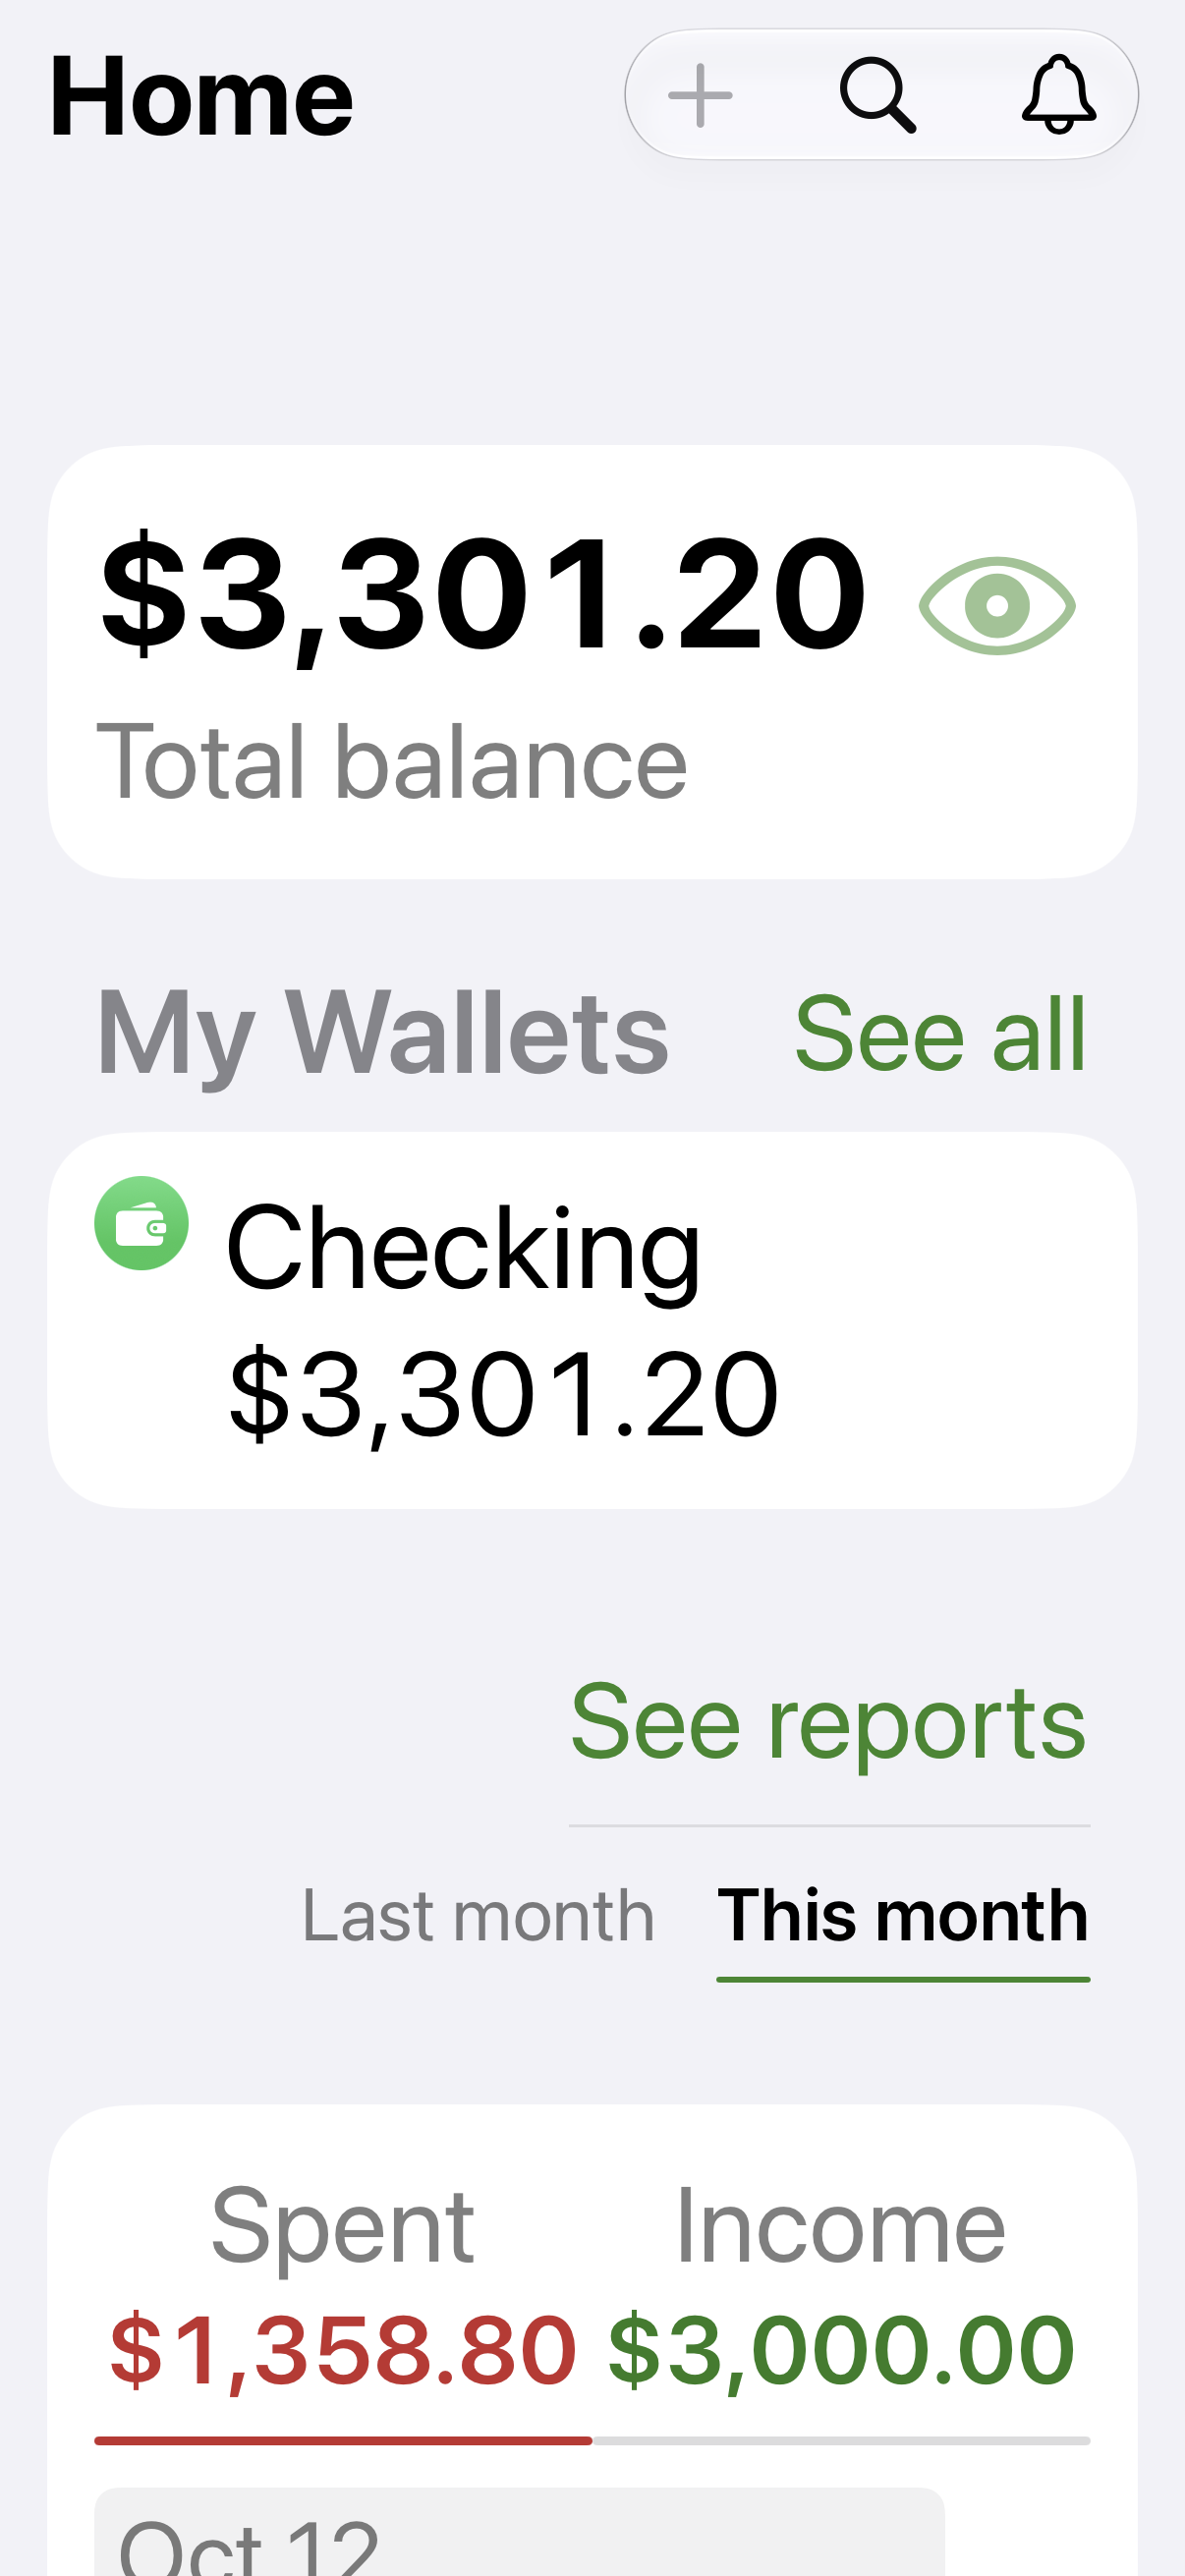 Home
$3,301.20
Total balance
My Wallets
See all
Checking
$3,301.20
See reports
Last month
This month
Spent
Income
$1,358.80
$3,000.00
Oct 12